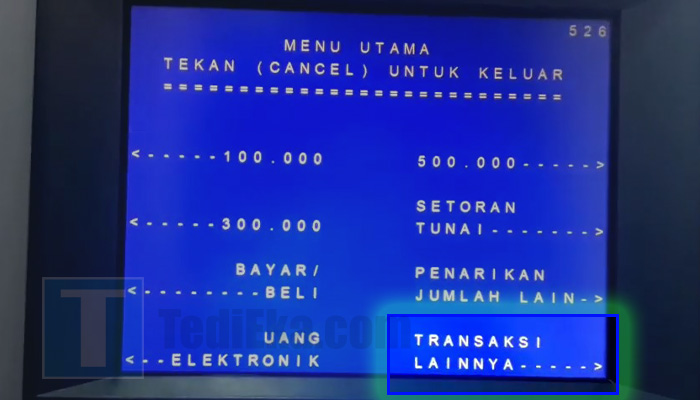 526
MENU UTAMA
TEKAN (CANCEL) UNTUK KELUAR
===========================
<------100.000
500.000----->
<------300.000
SETORAN
TUNAI------->
BAYAR/
<---------BELI
PENARIKAN
JUMLAH LAIN->
UANG
<--ELEKTRONIK
TRANSAKSI
LAINNYA----->
T TediEka.com